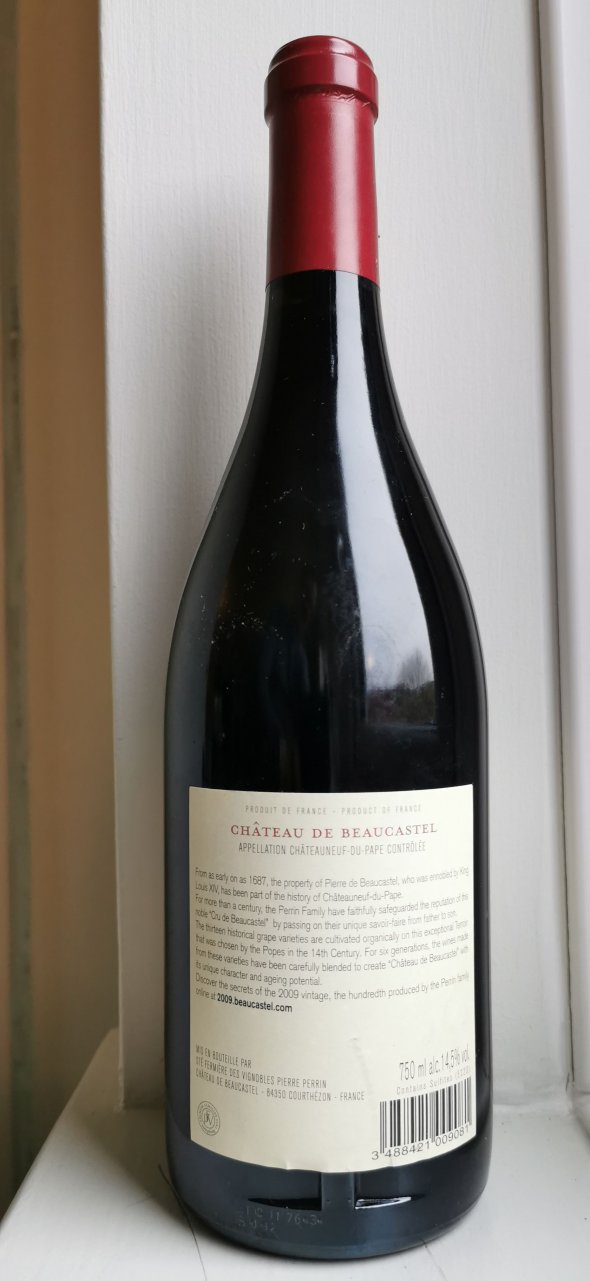 PRODUIT DE FRANCE - PRODUCT OF FRANCE
CHÂTEAU DE BEAUCASTEL
APPELLATION CHÂTEAUNEUF-DU-PAPE CONTRÔLÉE
From as early on as 1687, the property of Pierre de Beaucastel, who was ennobled by King
Louis XIV, has been part of the history of Châteauneuf-du-Pape.
For more than a century, the Perrin Family have faithfully safeguarded the reputation of this
noble "Cru de Beaucastel" by passing on their unique savoir-faire from father to son.
The thirteen historical grape varieties are cultivated organically on this exceptional Terroir
that was chosen by the Popes in the 14th Century. For six generations, the wines made
from these varieties have been carefully blended to create "Château de Beaucastel" with
its unique character and ageing potential.
Discover the secrets of the 2009 vintage, the hundredth produced by the Perrin family
online at 2009.beaucastel.com
MIS EN BOUTEILLE PAR
STÉ FERMIÈRE DES VIGNOBLES PIERRE PERRIN
CHÂTEAU DE BEAUCASTEL - 84350 COURTHÉZON - FRANCE
750 ml alc.14,5% vol
Contains Sulfites
3 488421 009081